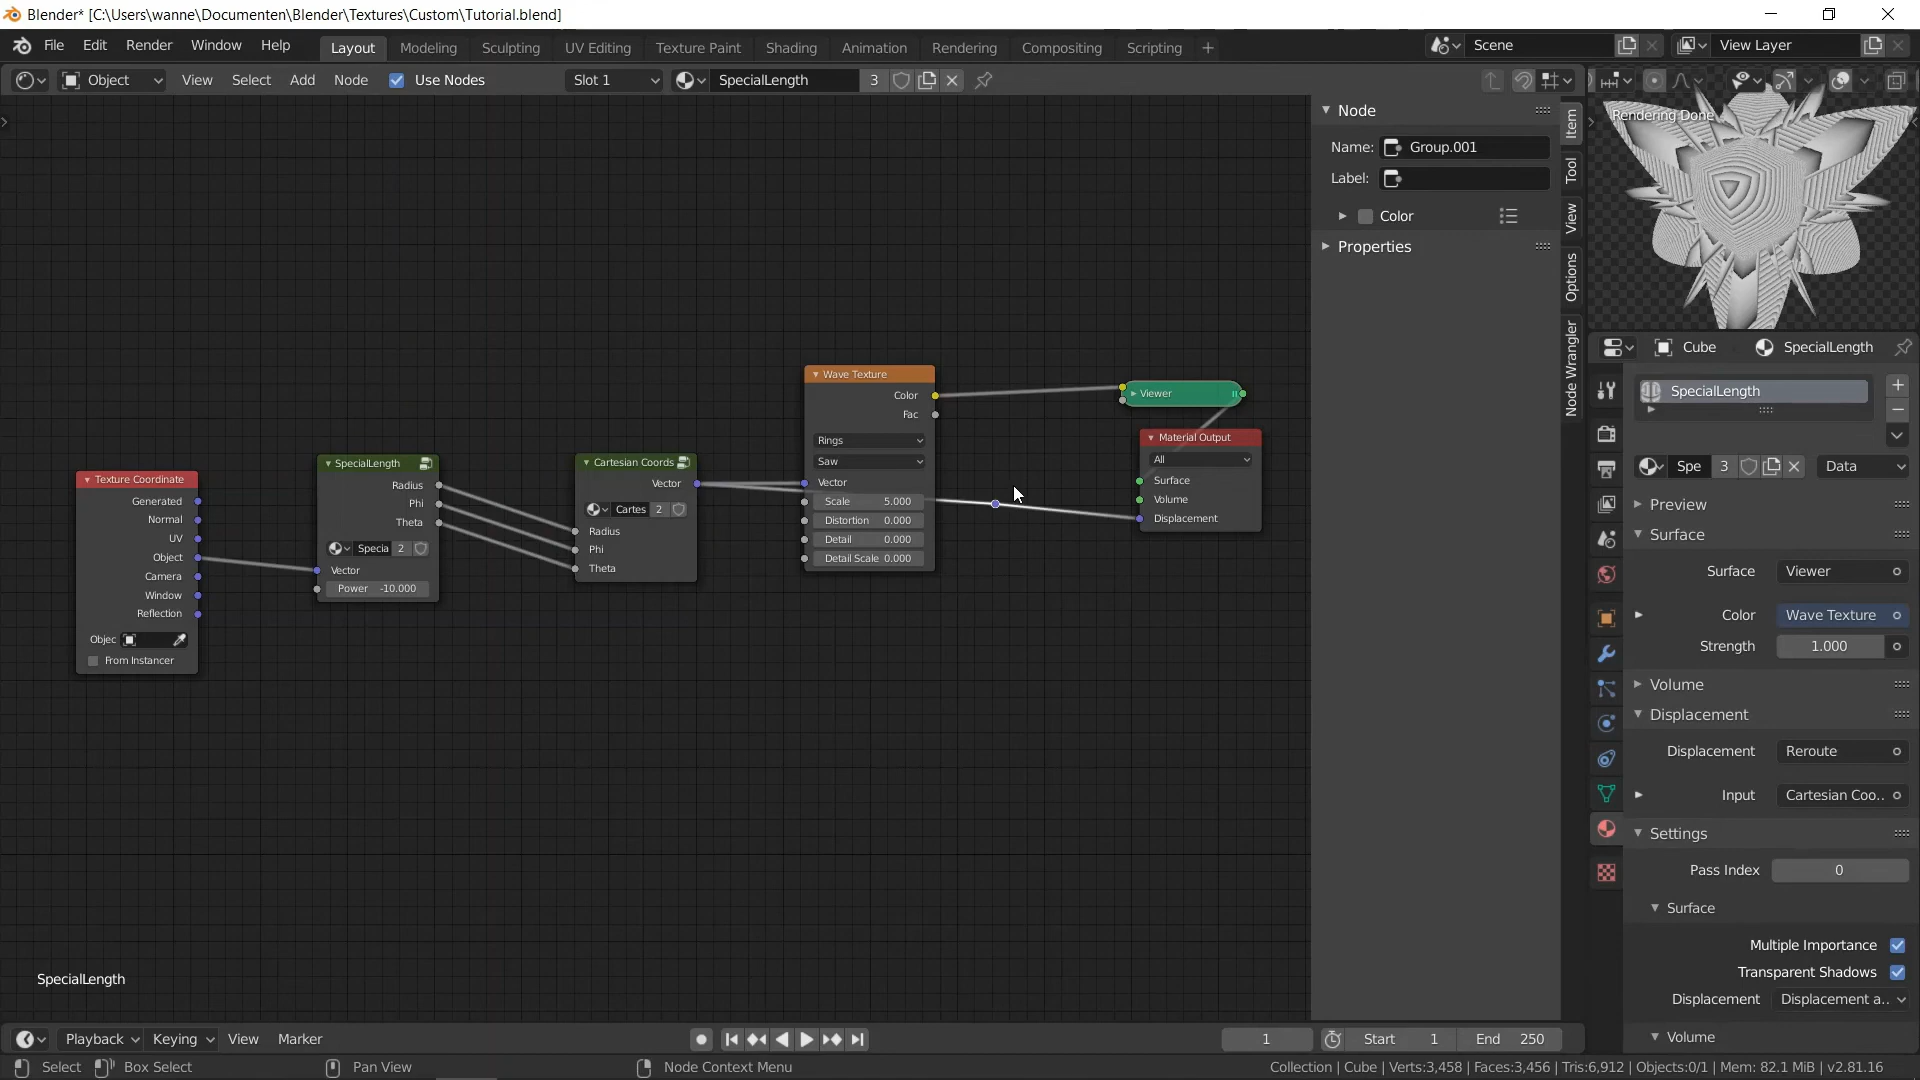 Blender* [C:\Users\wanne\Documenten\Blender\Textures\Custom\Tutorial.blend]
File Edit Render Window Help Layout Modeling Sculpting UV Editing Texture Paint Shading Animation Rendering Compositing Scripting + Scene View Layer
Object View Select Add Node Use Nodes Slot 1 SpecialLength 3
Rendering Done
Node
Name: Group.001
Label:
Color
Properties
Item
Tool
View
Options
Node Wrangler
Texture Coordinate
Generated
Normal
UV
Object
Camera
Window
Reflection
Objec
From Instancer
SpecialLength
Radius
Phi
Theta
Specia 2
Vector
Power -10.000
Cartesian Coords
Vector
Cartes 2
Radius
Phi
Theta
Wave Texture
Color
Fac
Rings
Saw
Vector
Scale 5.000
Distortion 0.000
Detail 0.000
Detail Scale 0.000
Viewer
Material Output
All
Surface
Volume
Displacement
SpecialLength
Cube SpecialLength
SpecialLength
Spe 3 Data
Preview
Surface
Surface Viewer
Color Wave Texture
Strength 1.000
Volume
Displacement
Displacement Reroute
Input Cartesian Coo..
Settings
Pass Index 0
Surface
Multiple Importance
Transparent Shadows
Displacement Displacement a..
Volume
Playback Keying View Marker 1 Start 1 End 250
Select Box Select Pan View Node Context Menu Collection | Cube | Verts:3,458 | Faces:3,456 | Tris:6,912 | Objects:0/1 | Mem: 82.1 MiB | v2.81.16